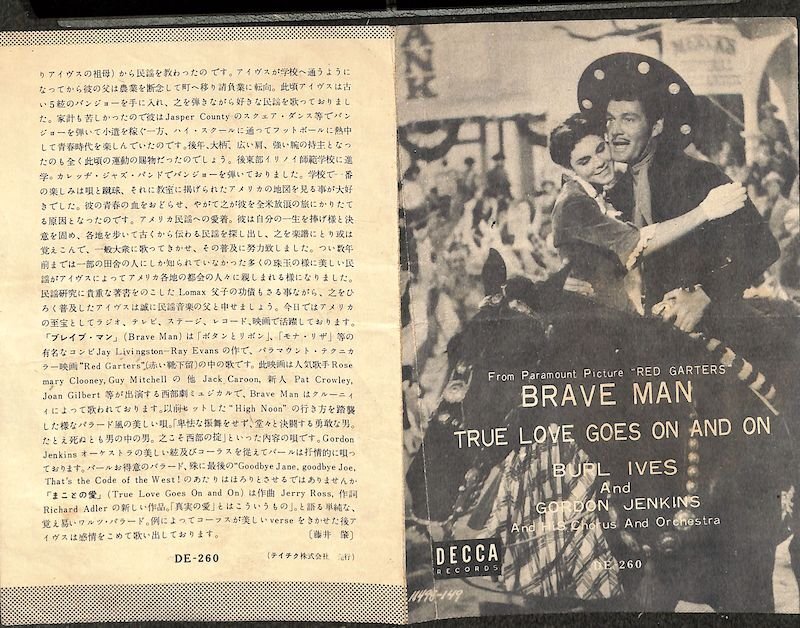 りアイヴスの祖母)から民謡を教わったのです。アイヴスが学校へ通うように
なってから彼の父は農業を断念して町へ移り請負業に転向。此頃アイヴスは古
い5絃のバンジョーを手に入れ、之を弾きながら好きな民謡を歌っておりまし
た。家計も苦しかったので彼はJasper Countyのスクェア・ダンス等でバン
ジョーを弾いて小遣を稼ぐ一方、ハイ・スクールに通ってフットボールに熱中
して青春時代を楽しんでいたのです。後年、大柄、広い肩、強い腕の持主となっ
たのも全く此頃の運動の賜物だったのでしょう。後東部イリノイ師範学校に進
学。カレッヂ・ジャズ・バンドでバンジョーを弾いておりました。学校で一番
の楽しみは唄と蹴球、それに教室に掲げられたアメリカの地図を見る事が大好
きでした。彼の青春の血をおどらせ、やがて之が彼を全米放浪の旅にかりたて
る原因となったのです。アメリカ民謡への愛着。彼は自分の一生を捧げ様と決
意を固め、各地を歩いて古くから伝わる民謡を探し出し、之を楽譜にとり或は
覚えこんで、一般大衆に歌ってきかせ、その普及に努力致しました。つい数年
前までは一部の田舎の人にしか知られていなかった多くの珠玉の様に美しい民
謡がアイヴスによってアメリカ各地の都会の人々に親しまれる様になりました。
民謡研究に貴重な著書をのこした Lomax 父子の功績もさる事ながら、之をひ
ろく普及したアイヴスは誠に民謡音楽の父と申せましょう。今日ではアメリカ
の至宝としてラジオ、テレビ、ステージ、レコード、映画で活躍しております。
「ブレイブ・マン」(Brave Man)は「ボタンとリボン」、「モナ・リザ」等の
有名なコンビJay Livingston-Ray Evans の作で、パラマウント・テクニカ
ラー映画"Red Garters"(赤い靴下留)の中の歌です。此映画は人気歌手Rose
mary Clooney, Guy Mitchell の 他 Jack Caroon, 新人 Pat Crowley,
Joan Gilbert 等が出演する西部劇ミュジカルで、Brave Man はクルーニィ
ィによって歌われております。以前ヒットした"High Noon"の行き方を踏襲
した様なバラード風の美しい唄。「卑怯な振舞をせず、堂々と決闘する勇敢な男。
たとえ死ぬとも男の中の男。之こそ西部の掟」といった内容の唄です。Gordon
Jenkins オーケストラの美しい絃及びコーラスを従えてバールは抒情的に唄っ
ております。バールお得意のバラード、殊に最後の"Goodbye Jane, goodbye Joe,
That's the Code of the West! のあたりはほろりとさせるではありませんか
「まことの愛」(True Love Goes On and On)は作曲 Jerry Ross, 作詞
Richard Adler の新しい作品。「真実の愛」とはこういうもの」。と語る単純な、
覚え易いワルツ・バラード。例によってコーラスが美しいverse をきかせた後ア
イヴスは感情をこめて歌い出しております。 〔藤井 肇〕
DE-260 (テイチク株式会社 発行)
ANK
From Paramount Picture "RED GARTERS"
BRAVE MAN
TRUE LOVE GOES ON AND ON
BURL IVES
And
GORDON JENKINS
And His Chorus And Orchestra
DECCA
RECORDS
DE-260
11498-149